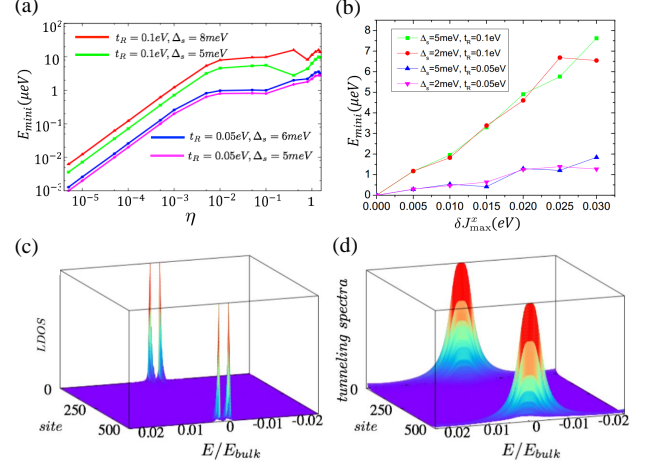 (a)
t_R = 0.1eV, Δ_s = 8meV
t_R = 0.1eV, Δ_s = 5meV
t_R = 0.05eV, Δ_s = 6meV
t_R = 0.05eV, Δ_s = 5meV
E_mini(μeV)
10^2
10^1
1
10^-1
10^-2
10^-3
10^-5 10^-4 10^-3 10^-2 10^-1 1
η
(b)
Δ_s=5meV, t_R=0.1eV
Δ_s=2meV, t_R=0.1eV
Δ_s=5meV, t_R=0.05eV
Δ_s=2meV, t_R=0.05eV
E_mini(μeV)
8
7
6
5
4
3
2
1
0
0.000 0.005 0.010 0.015 0.020 0.025 0.030
δJ^x_max(eV)
(c)
LDOS
0
250
500
site
0.02 0.01 0 -0.01 -0.02
E/E_bulk
(d)
tunneling spectra
0
250
500
site
0.02 0.01 0 -0.01 -0.02
E/E_bulk